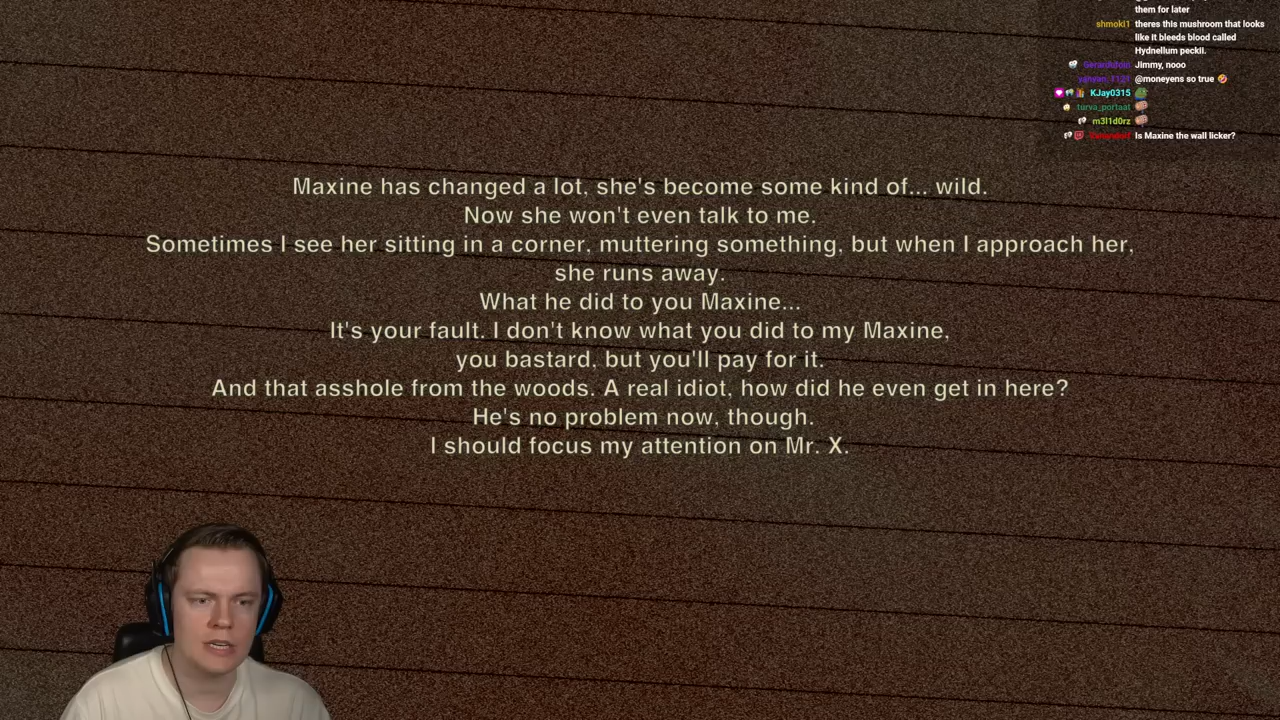 them for later
shmoki1 theres this mushroom that looks
like it bleeds blood called
Hydnellum peckii.
Jimmy, nooo
@moneyens so true
KJay0315
turva_portaat
m3l1d0rz
Is Maxine the wall licker?
Maxine has changed a lot, she's become some kind of... wild.
Now she won't even talk to me.
Sometimes I see her sitting in a corner, muttering something, but when I approach her,
she runs away.
What he did to you Maxine...
It's your fault. I don't know what you did to my Maxine,
you bastard, but you'll pay for it.
And that asshole from the woods. A real idiot, how did he even get in here?
He's no problem now, though.
I should focus my attention on Mr. X.